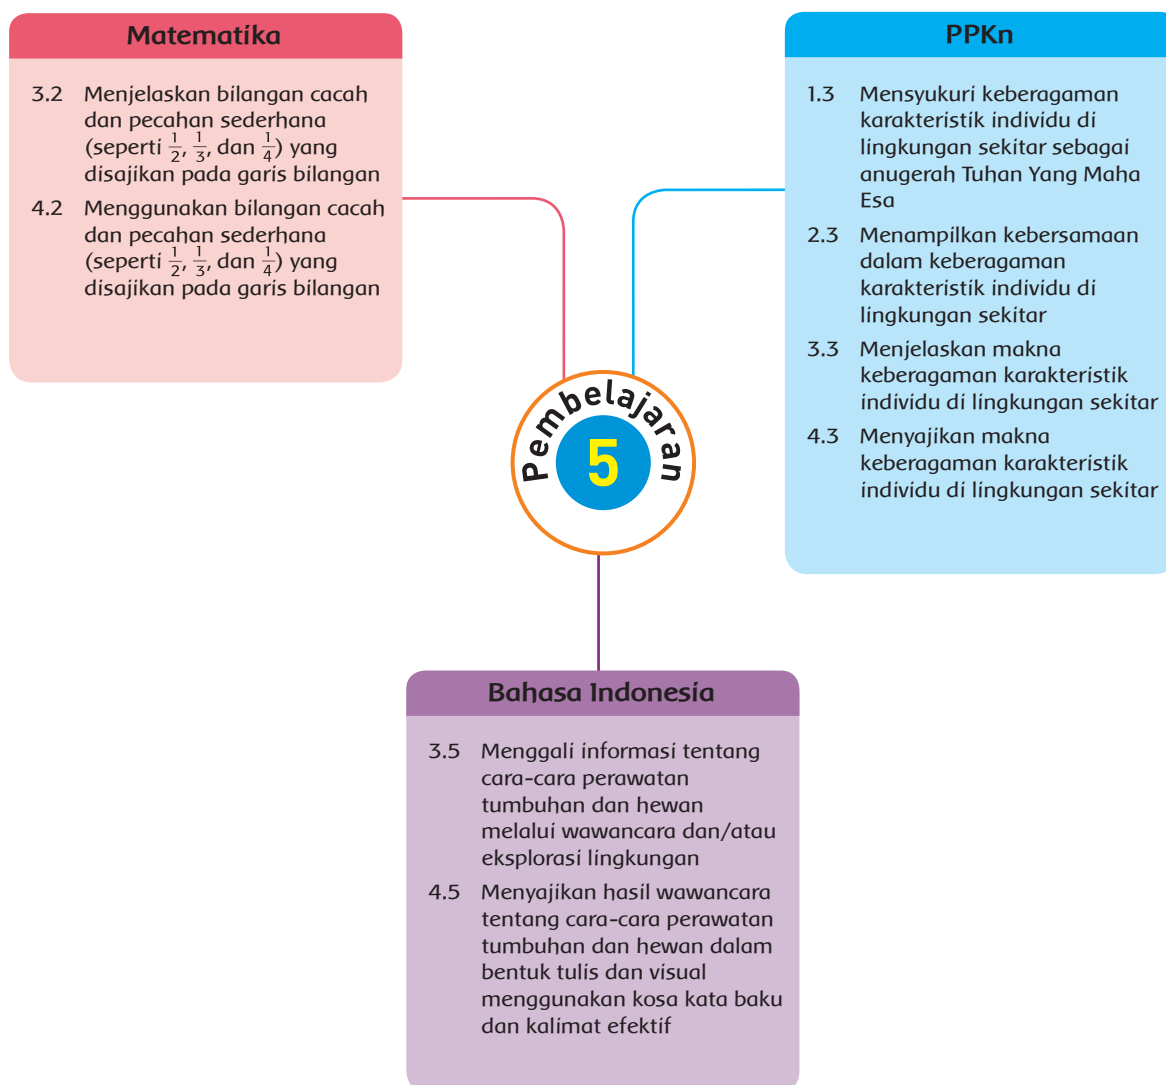 Matematika
3.2 Menjelaskan bilangan cacah
dan pecahan sederhana
(seperti 1/2, 1/3, dan 1/4) yang
disajikan pada garis bilangan
4.2 Menggunakan bilangan cacah
dan pecahan sederhana
(seperti 1/2, 1/3, dan 1/4) yang
disajikan pada garis bilangan
PPKn
1.3 Mensyukuri keberagaman
karakteristik individu di
lingkungan sekitar sebagai
anugerah Tuhan Yang Maha
Esa
2.3 Menampilkan kebersamaan
dalam keberagaman
karakteristik individu di
lingkungan sekitar
3.3 Menjelaskan makna
keberagaman karakteristik
individu di lingkungan sekitar
4.3 Menyajikan makna
keberagaman karakteristik
individu di lingkungan sekitar
Pembelajaran
5
Bahasa Indonesia
3.5 Menggali informasi tentang
cara-cara perawatan
tumbuhan dan hewan
melalui wawancara dan/atau
eksplorasi lingkungan
4.5 Menyajikan hasil wawancara
tentang cara-cara perawatan
tumbuhan dan hewan dalam
bentuk tulis dan visual
menggunakan kosa kata baku
dan kalimat efektif